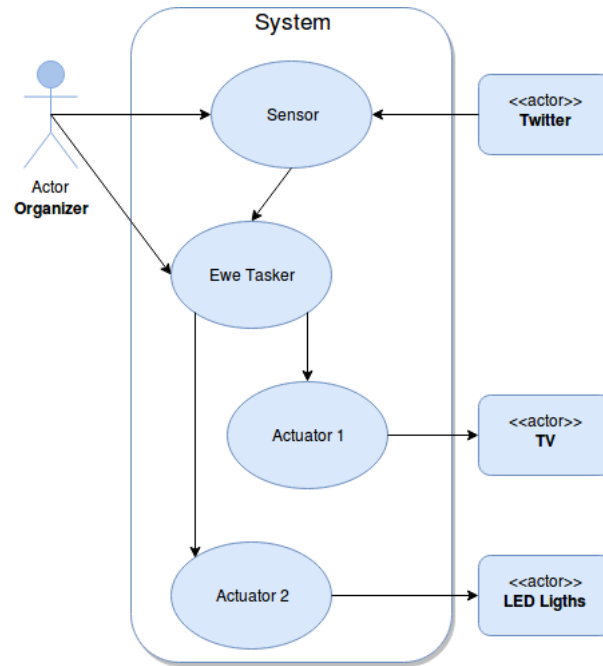 System
Sensor
<<actor>>
Twitter
Actor
Organizer
Ewe Tasker
Actuator 1
<<actor>>
TV
Actuator 2
<<actor>>
LED Ligths